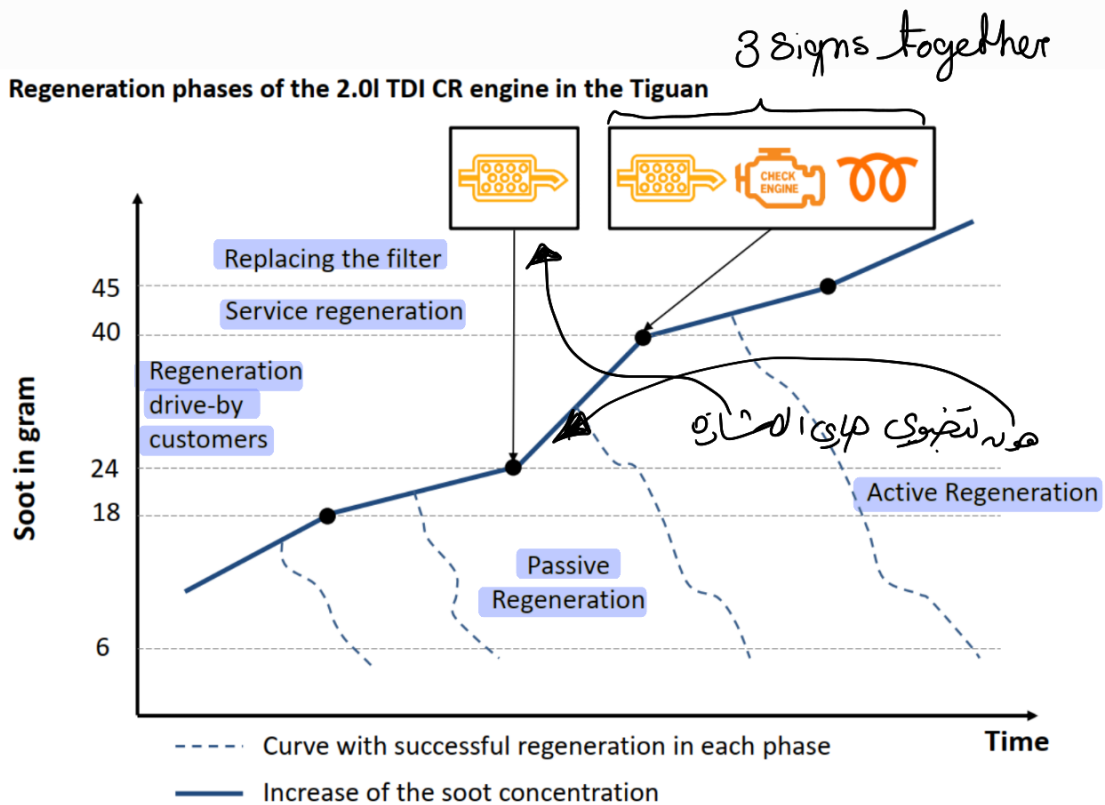 3 signs together
Regeneration phases of the 2.0l TDI CR engine in the Tiguan
CHECK
ENGINE
Replacing the filter
45
Service regeneration
40
Regeneration
drive-by
customers
Soot in gram
هون بتضوي هاي الاشارة
24
Active Regeneration
18
Passive
Regeneration
6
Time
Curve with successful regeneration in each phase
Increase of the soot concentration